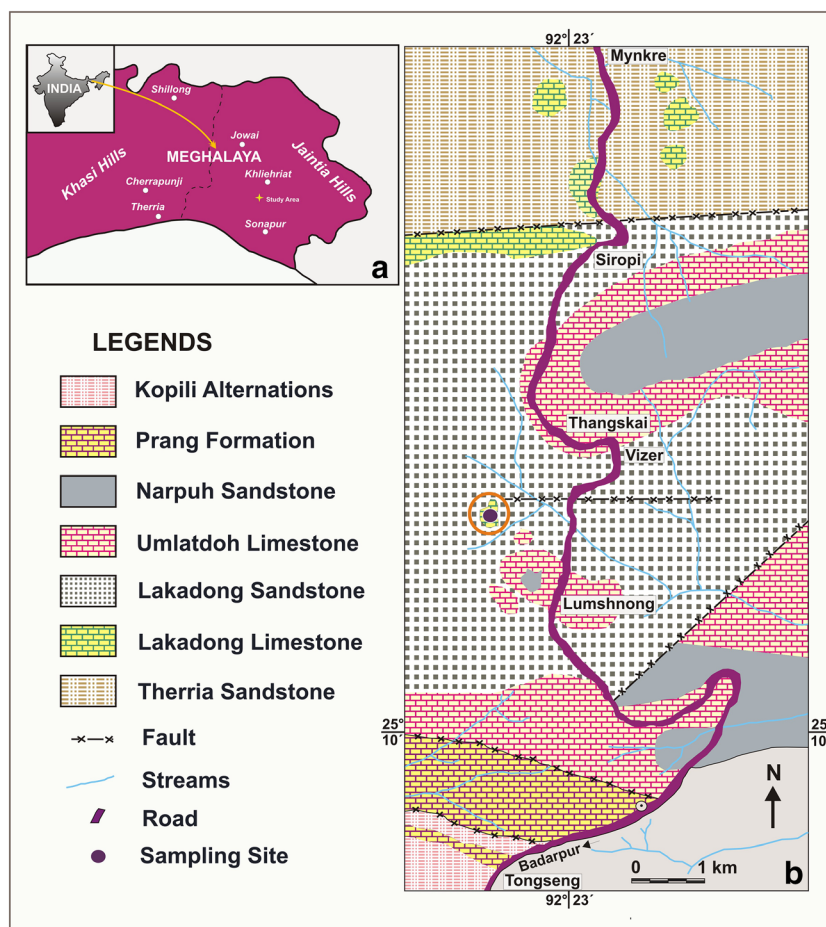 INDIA
Shillong
Jowai
MEGHALAYA
Khasi Hills
Jaintia Hills
Khliehriat
Cherrapunji
Study Area
Therria
Sonapur
a
LEGENDS
Kopili Alternations
Prang Formation
Narpuh Sandstone
Umlatdoh Limestone
Lakadong Sandstone
Lakadong Limestone
Therria Sandstone
Fault
Streams
Road
Sampling Site
92° 23´
Mynkre
Siropi
Thangskai
Vizer
Lumshnong
25°
10´
25
10
N
Badarpur
0 1 km
b
Tongseng
92° 23´